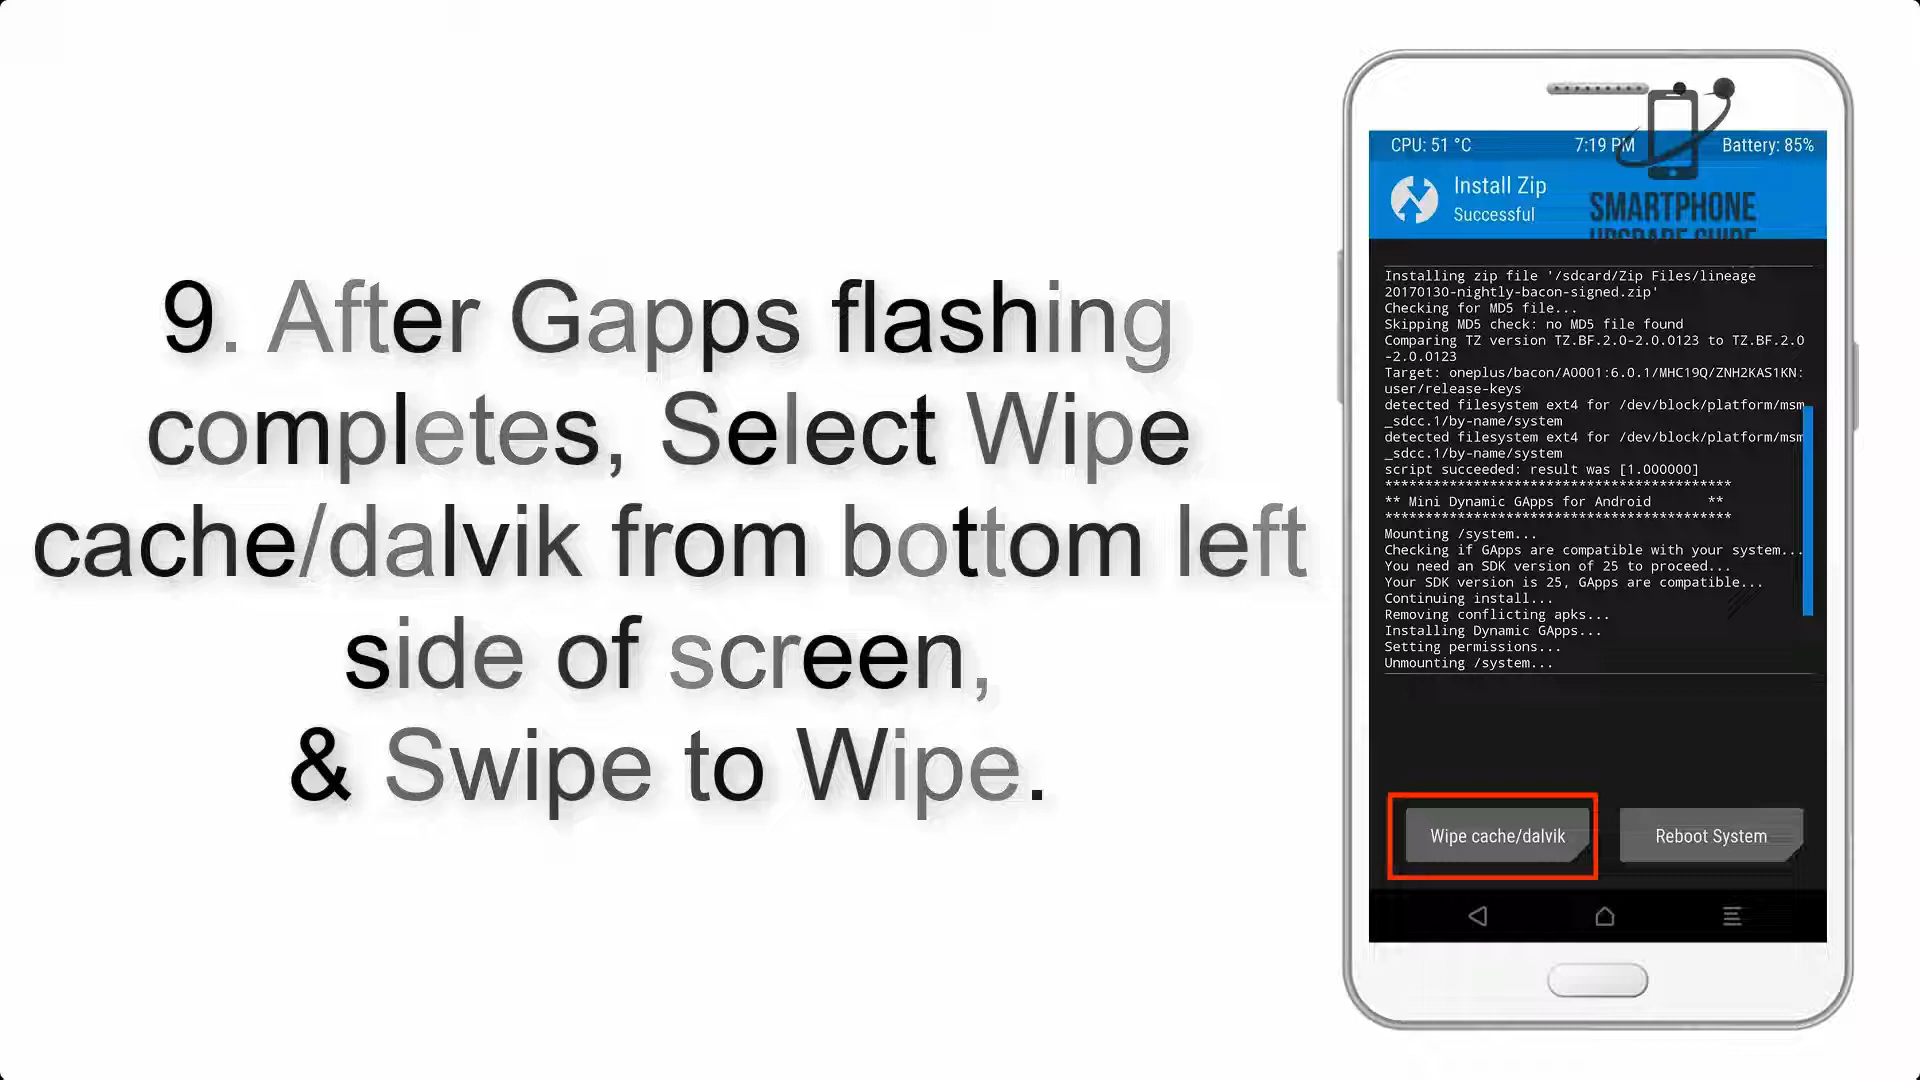 9. After Gapps flashing
completes, Select Wipe
cache/dalvik from bottom left
side of screen,
& Swipe to Wipe.
CPU: 51 °C 7:19 PM Battery: 85%
Install Zip
Successful
SMARTPHONE
UPGRADE GUIDE
Installing zip file '/sdcard/Zip Files/lineage
20170130-nightly-bacon-signed.zip'
Checking for MD5 file...
Skipping MD5 check: no MD5 file found
Comparing TZ version TZ.BF.2.0-2.0.0123 to TZ.BF.2.0
-2.0.0123
Target: oneplus/bacon/A0001:6.0.1/MHC19Q/ZNH2KAS1KN:
user/release-keys
detected filesystem ext4 for /dev/block/platform/msm
_sdcc.1/by-name/system
detected filesystem ext4 for /dev/block/platform/msm
_sdcc.1/by-name/system
script succeeded: result was [1.000000]
*******************************************
** Mini Dynamic GApps for Android **
*******************************************
Mounting /system...
Checking if GApps are compatible with your system...
You need an SDK version of 25 to proceed...
Your SDK version is 25, GApps are compatible...
Continuing install...
Removing conflicting apks...
Installing Dynamic GApps...
Setting permissions...
Unmounting /system...
Wipe cache/dalvik Reboot System